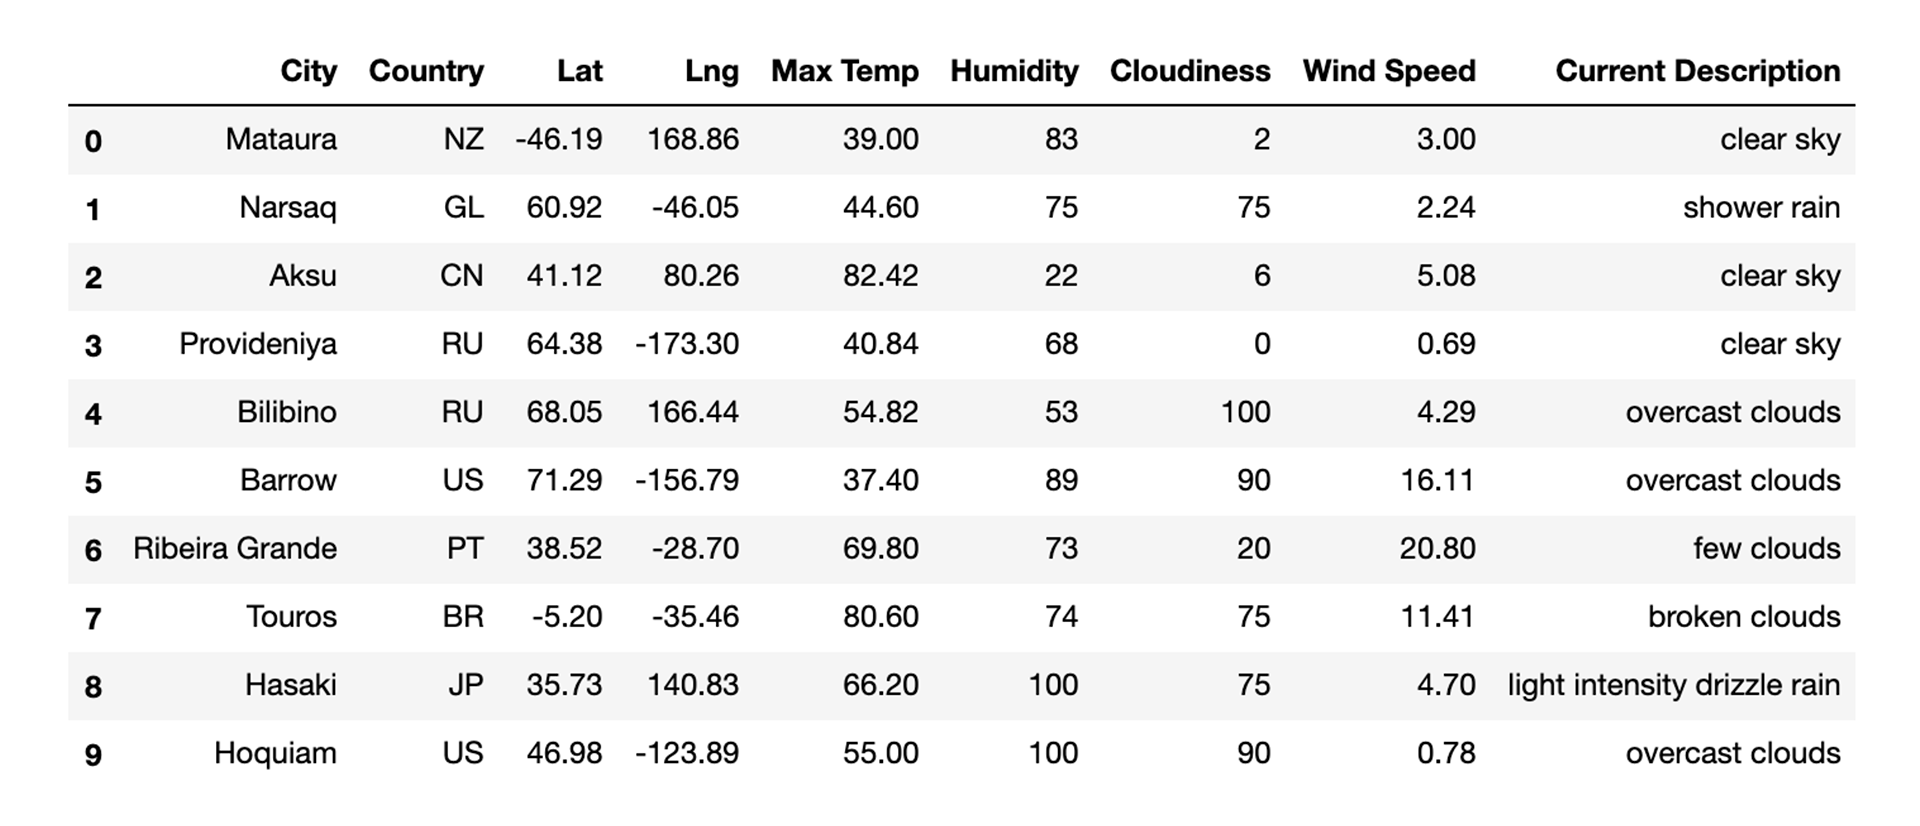 City Country Lat Lng Max Temp Humidity Cloudiness Wind Speed Current Description
0 Mataura NZ -46.19 168.86 39.00 83 2 3.00 clear sky
1 Narsaq GL 60.92 -46.05 44.60 75 75 2.24 shower rain
2 Aksu CN 41.12 80.26 82.42 22 6 5.08 clear sky
3 Provideniya RU 64.38 -173.30 40.84 68 0 0.69 clear sky
4 Bilibino RU 68.05 166.44 54.82 53 100 4.29 overcast clouds
5 Barrow US 71.29 -156.79 37.40 89 90 16.11 overcast clouds
6 Ribeira Grande PT 38.52 -28.70 69.80 73 20 20.80 few clouds
7 Touros BR -5.20 -35.46 80.60 74 75 11.41 broken clouds
8 Hasaki JP 35.73 140.83 66.20 100 75 4.70 light intensity drizzle rain
9 Hoquiam US 46.98 -123.89 55.00 100 90 0.78 overcast clouds